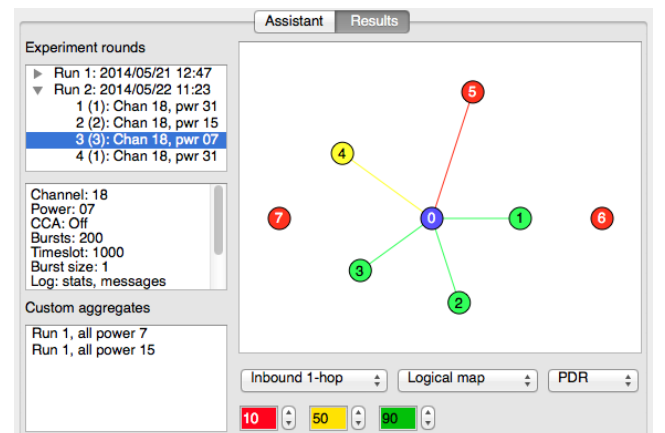 Assistant
Results
Experiment rounds
Run 1: 2014/05/21 12:47
Run 2: 2014/05/22 11:23
1 (1): Chan 18, pwr 31
2 (2): Chan 18, pwr 15
3 (3): Chan 18, pwr 07
4 (1): Chan 18, pwr 31
Channel: 18
Power: 07
CCA: Off
Bursts: 200
Timeslot: 1000
Burst size: 1
Log: stats, messages
Custom aggregates
Run 1, all power 7
Run 1, all power 15
5
4
7
0
1
6
3
2
Inbound 1-hop
Logical map
PDR
10
50
90